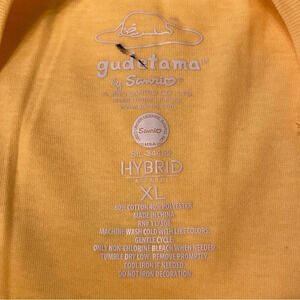 gudetama™
by Sanrio
Sanrio
HYBRID
XL
60% COTTON 40% POLYESTER
MADE IN CHINA
MACHINE WASH COLD WITH LIKE COLORS.
GENTLE CYCLE.
ONLY NON-CHLORINE BLEACH WHEN NEEDED.
TUMBLE DRY LOW. REMOVE PROMPTLY.
COOL IRON IF NEEDED.
DO NOT IRON DECORATION.